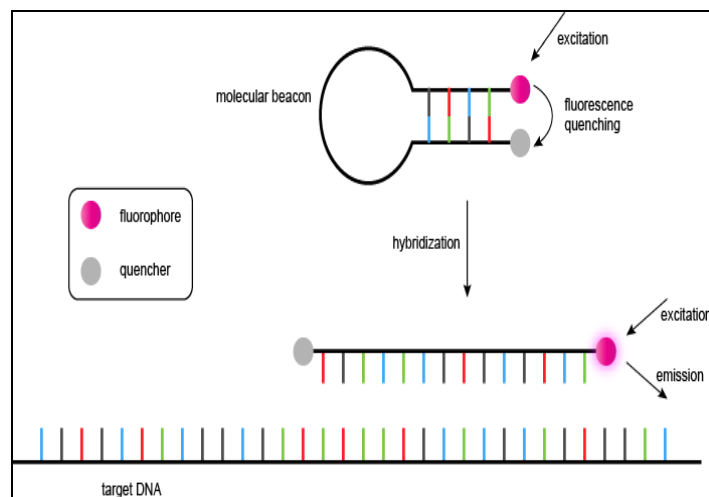 excitation
molecular beacon
fluorescence
quenching
fluorophore
quencher
hybridization
excitation
emission
target DNA